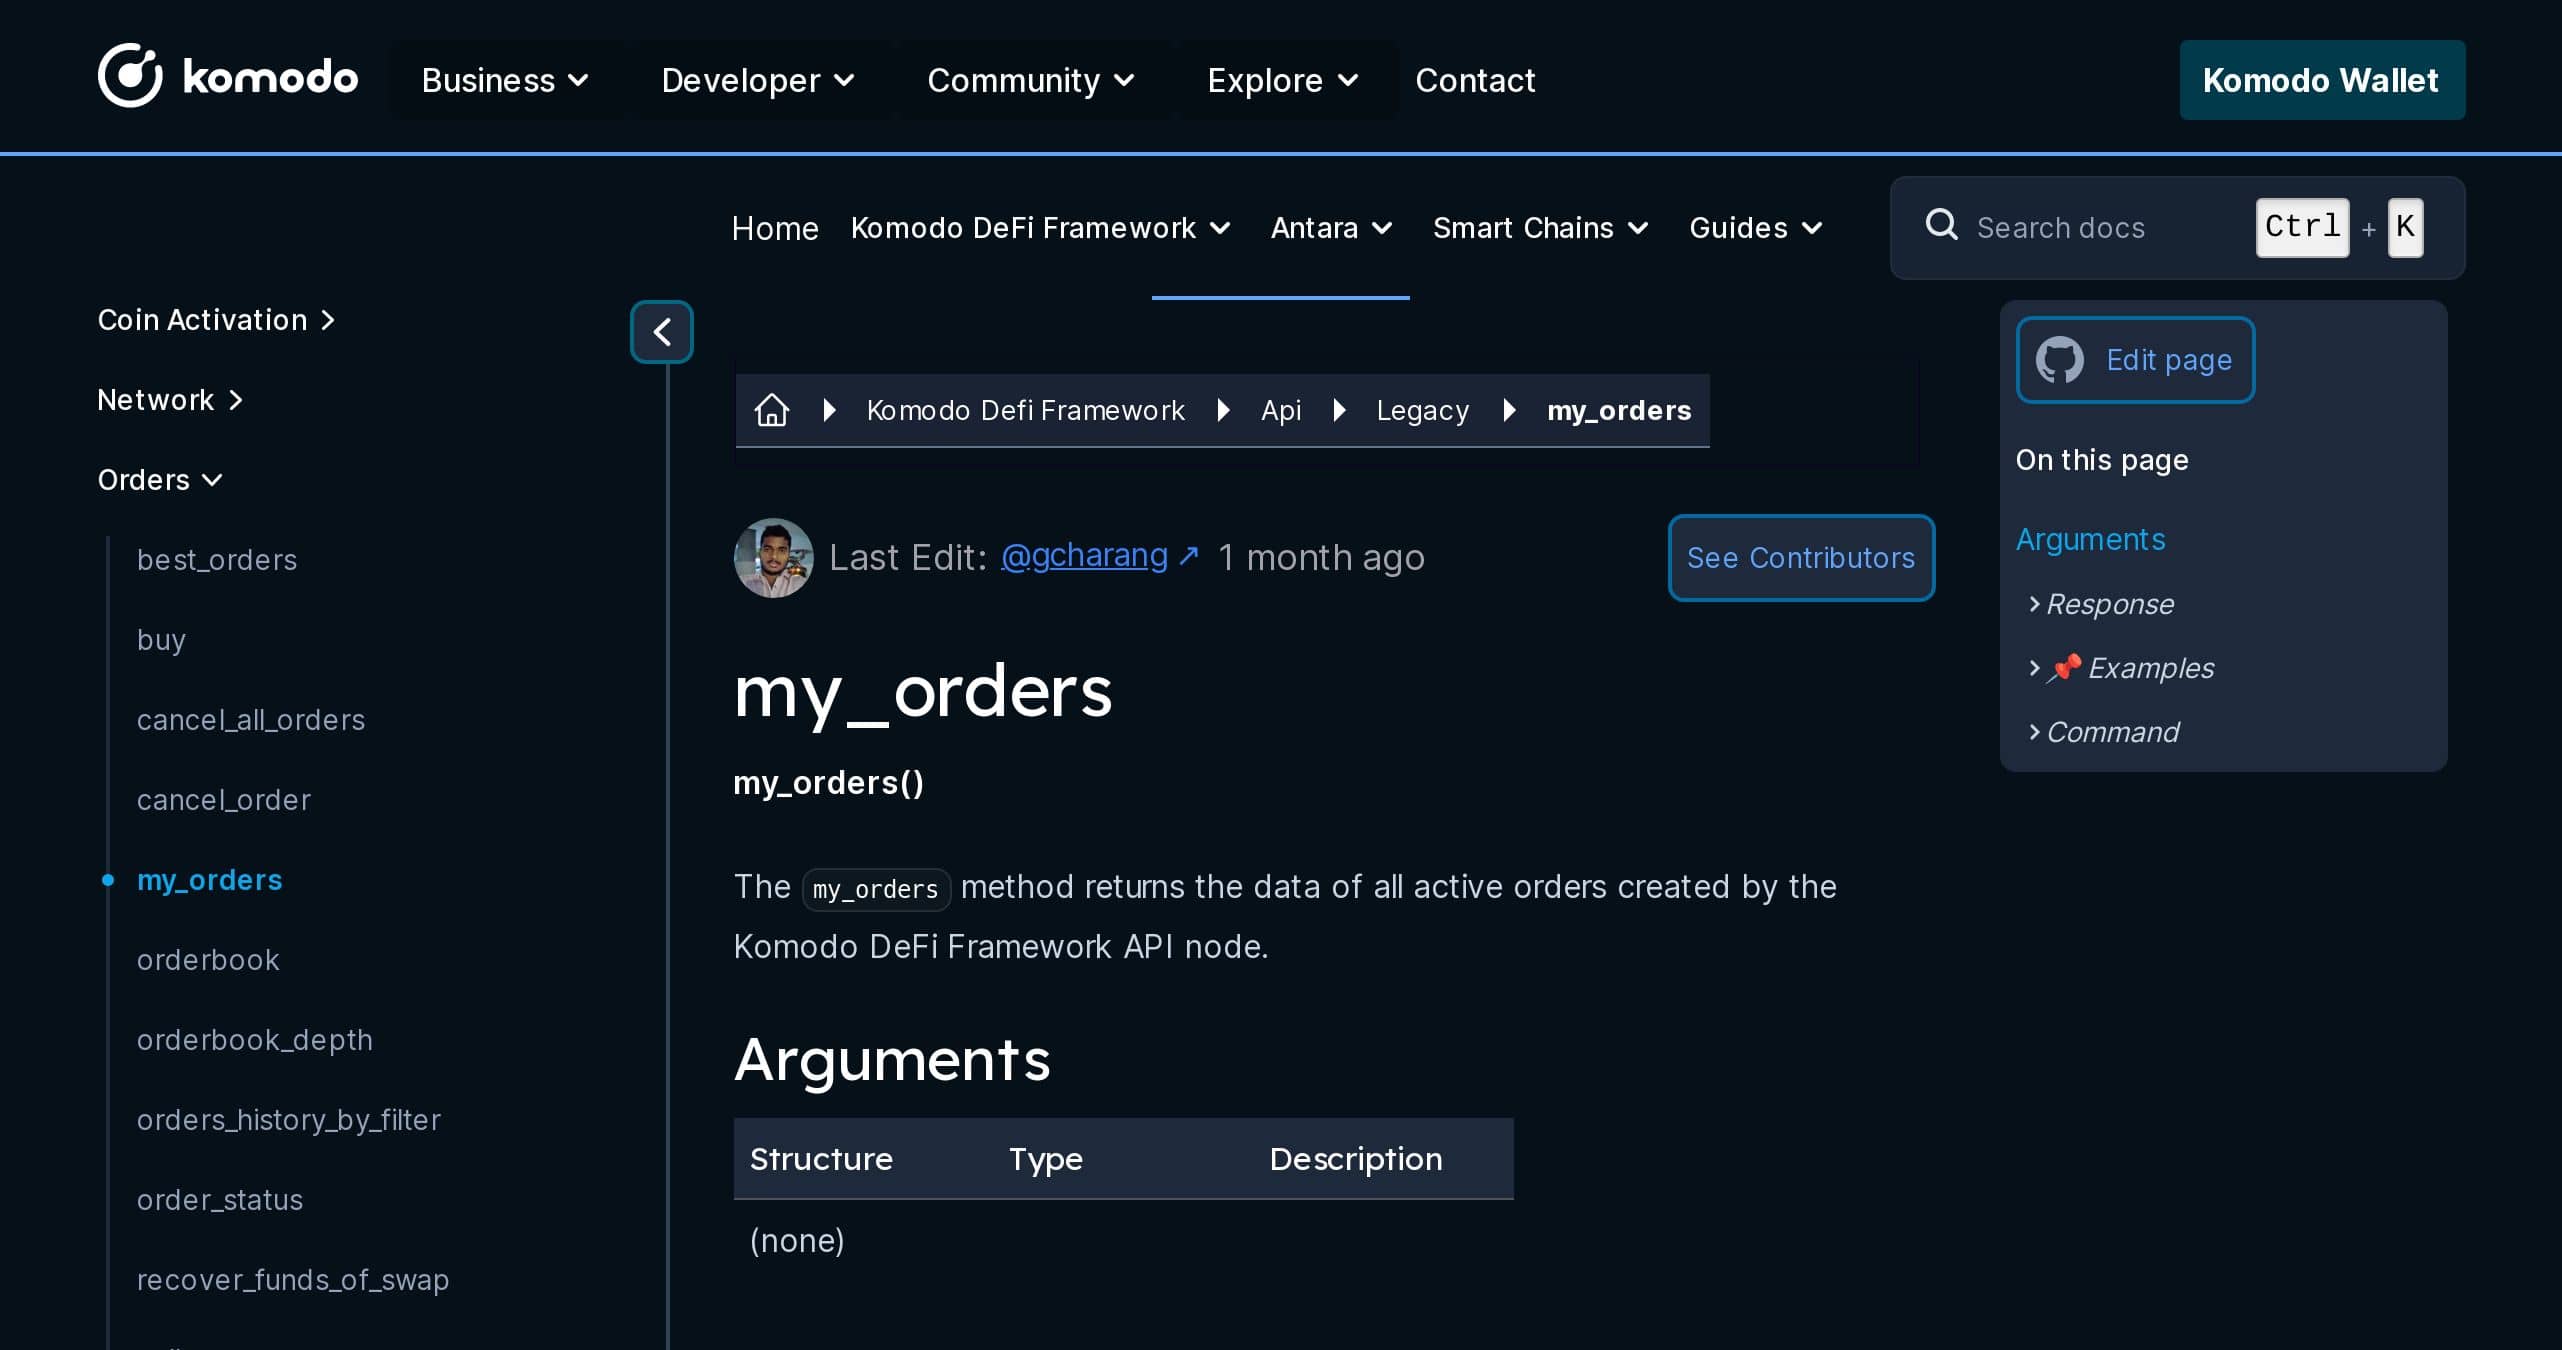 komodo Business Developer Community Explore Contact Komodo Wallet
Home Komodo DeFi Framework Antara Smart Chains Guides Search docs Ctrl + K
Coin Activation
Network
Orders
best_orders
buy
cancel_all_orders
cancel_order
my_orders
orderbook
orderbook_depth
orders_history_by_filter
order_status
recover_funds_of_swap
Komodo Defi Framework Api Legacy my_orders
Last Edit: @gcharang ↗ 1 month ago See Contributors
my_orders
my_orders()
The my_orders method returns the data of all active orders created by the
Komodo DeFi Framework API node.
Arguments
Structure Type Description
(none)
Edit page
On this page
Arguments
Response
📌 Examples
Command